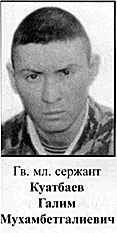 Гв. мл. сержант
Куатбаев
Галим
Мухамбетгалиевич